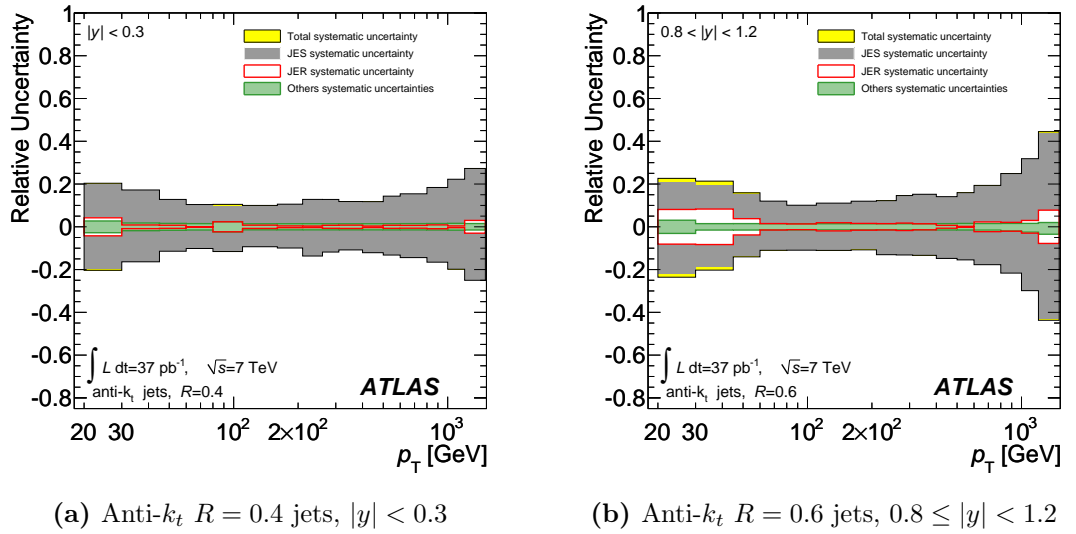 |y| < 0.3
Total systematic uncertainty
JES systematic uncertainty
JER systematic uncertainty
Others systematic uncertainties
Relative Uncertainty
1
0.8
0.6
0.4
0.2
0
-0.2
-0.4
-0.6
-0.8
∫ L dt=37 pb⁻¹, √s=7 TeV
anti-kₜ jets, R=0.4
ATLAS
20 30 10² 2×10² 10³
p_T [GeV]
(a) Anti-kₜ R = 0.4 jets, |y| < 0.3
0.8 < |y| < 1.2
Total systematic uncertainty
JES systematic uncertainty
JER systematic uncertainty
Others systematic uncertainties
Relative Uncertainty
1
0.8
0.6
0.4
0.2
0
-0.2
-0.4
-0.6
-0.8
∫ L dt=37 pb⁻¹, √s=7 TeV
anti-kₜ jets, R=0.6
ATLAS
20 30 10² 2×10² 10³
p_T [GeV]
(b) Anti-kₜ R = 0.6 jets, 0.8 ≤ |y| < 1.2